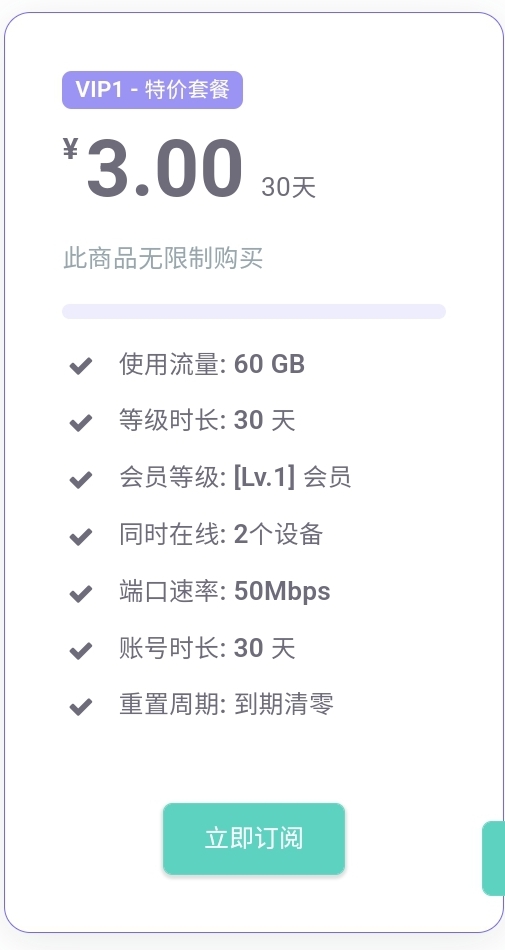 VIP1 - 特价套餐
¥3.00 30天
此商品无限制购买
使用流量: 60 GB
等级时长: 30 天
会员等级: [Lv.1] 会员
同时在线: 2个设备
端口速率: 50Mbps
账号时长: 30 天
重置周期: 到期清零
立即订阅